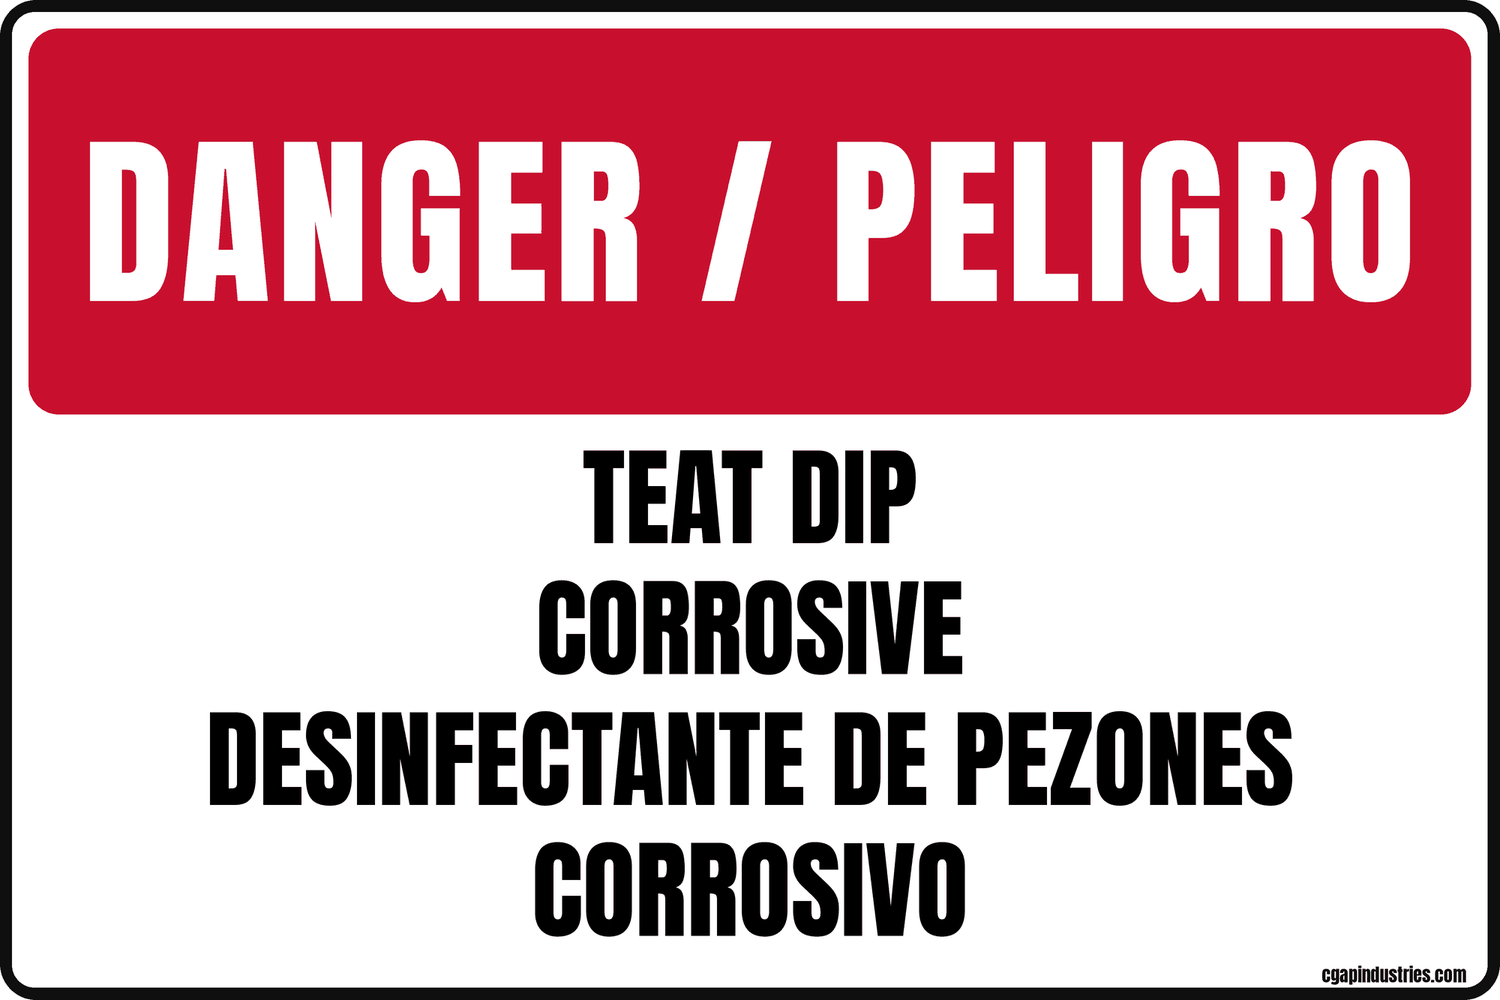 DANGER / PELIGRO
TEAT DIP
CORROSIVE
DESINFECTANTE DE PEZONES
CORROSIVO
cgapindustries.com